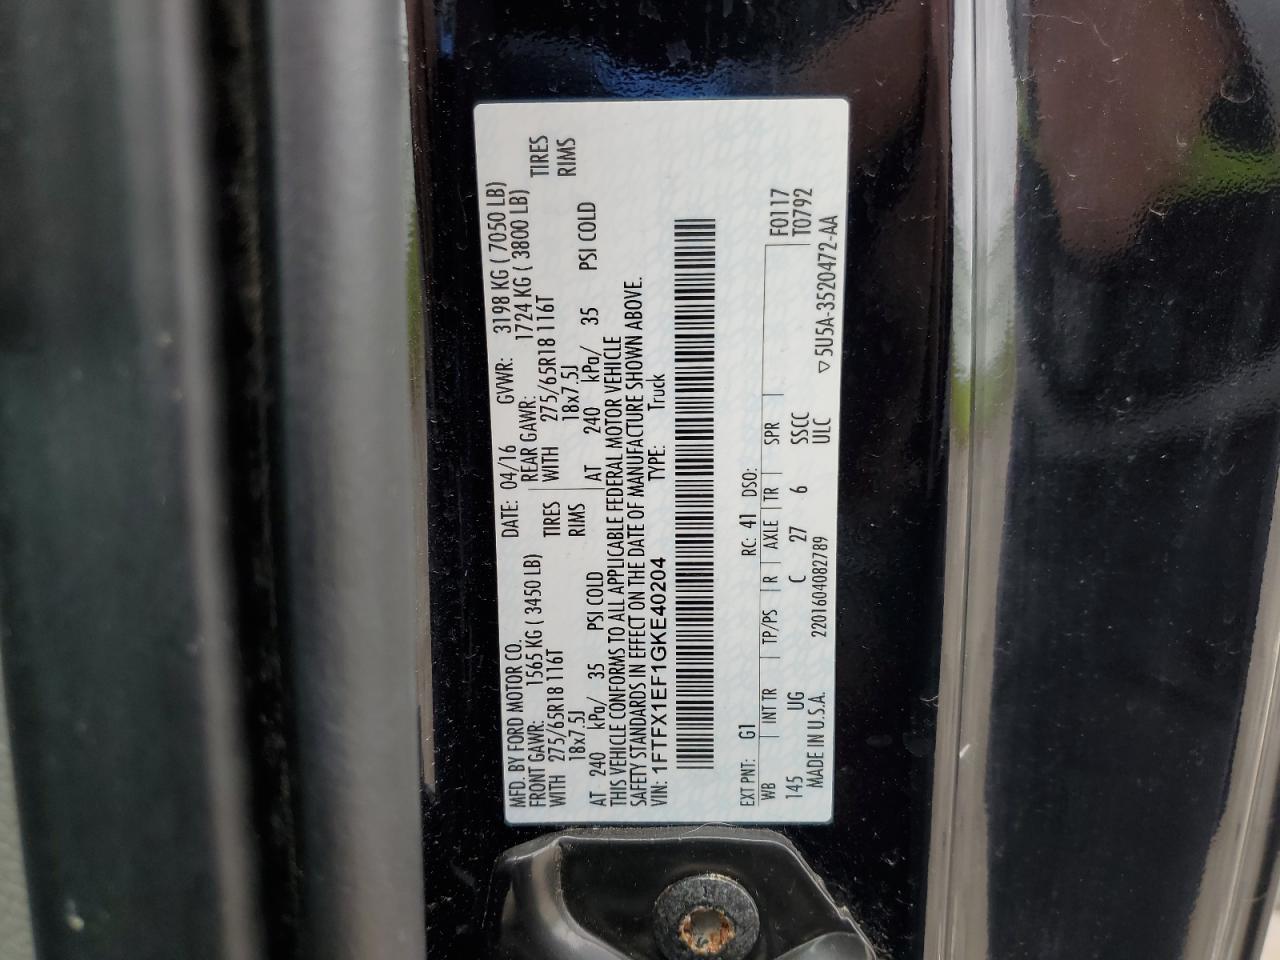 MFD. BY FORD MOTOR CO. DATE: 04/16 GVWR: 3198 KG ( 7050 LB)
FRONT GAWR: 1565 KG ( 3450 LB) REAR GAWR: 1724 KG ( 3800 LB)
WITH 275/65R18 116T TIRES WITH 275/65R18 116T TIRES
18x7.5J RIMS 18x7.5J RIMS
AT 240 kPa/ 35 PSI COLD AT 240 kPa/ 35 PSI COLD
THIS VEHICLE CONFORMS TO ALL APPLICABLE FEDERAL MOTOR VEHICLE
SAFETY STANDARDS IN EFFECT ON THE DATE OF MANUFACTURE SHOWN ABOVE.
VIN: 1FTFX1EF1GKE40204 TYPE: Truck
EXT PNT: G1 RC: 41 DSO: F0117
WB INT TR TP/PS R AXLE TR SPR T0792
145 UG C 27 6 SSCC
MADE IN U.S.A. 2201604082789 ULC ▽5U5A-3520472-AA